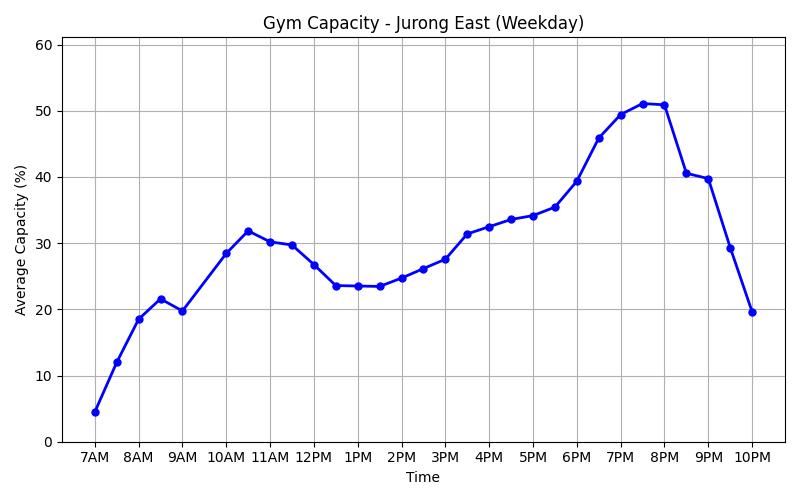 Gym Capacity - Jurong East (Weekday)
Average Capacity (%)
60
50
40
30
20
10
0
7AM 8AM 9AM 10AM 11AM 12PM 1PM 2PM 3PM 4PM 5PM 6PM 7PM 8PM 9PM 10PM
Time